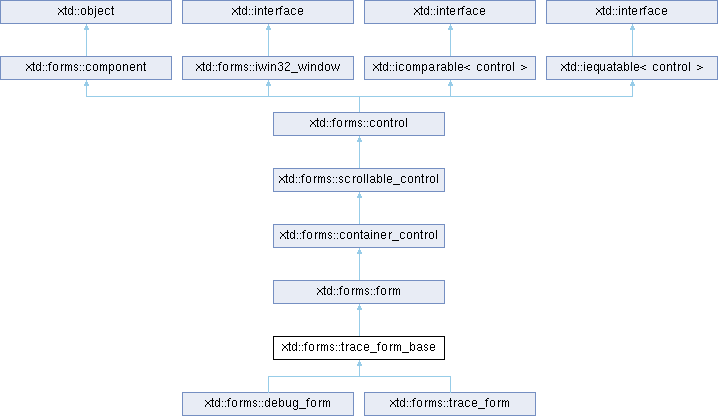 xtd::object
xtd::interface
xtd::interface
xtd::interface
xtd::forms::component
xtd::forms::iwin32_window
xtd::icomparable< control >
xtd::iequatable< control >
xtd::forms::control
xtd::forms::scrollable_control
xtd::forms::container_control
xtd::forms::form
xtd::forms::trace_form_base
xtd::forms::debug_form
xtd::forms::trace_form